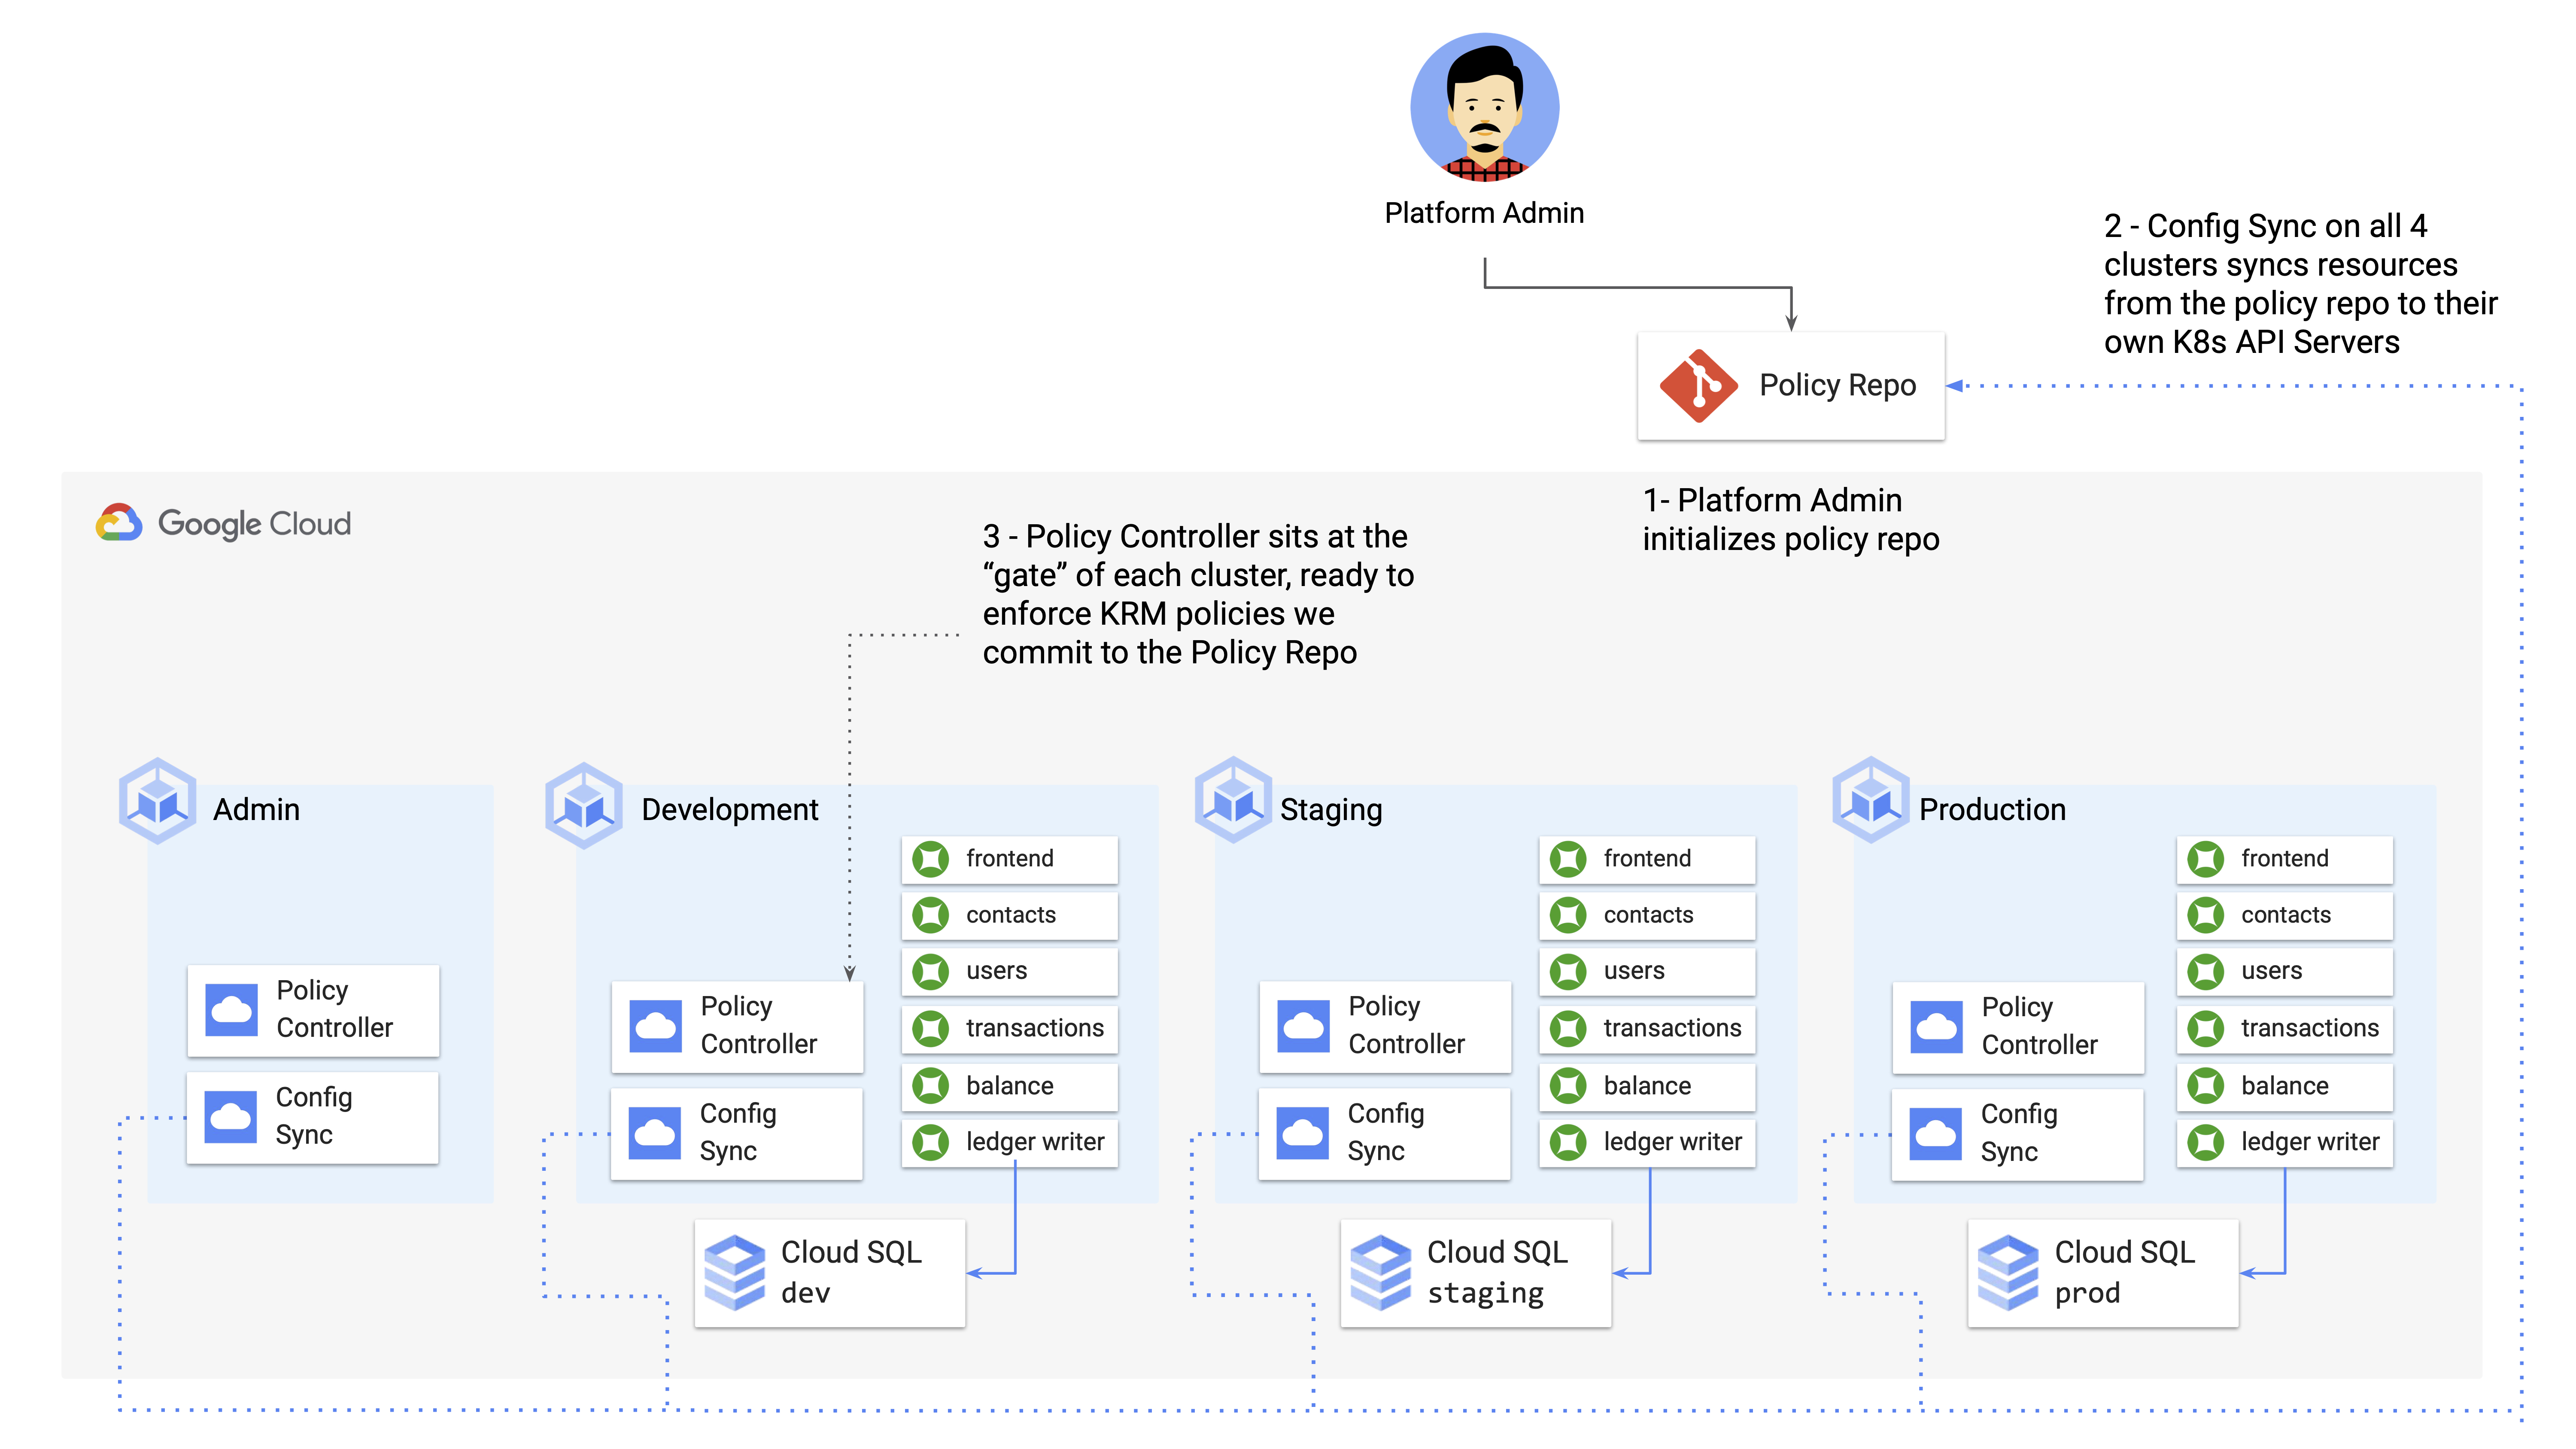 Platform Admin
2 - Config Sync on all 4
clusters syncs resources
from the policy repo to their
own K8s API Servers
Policy Repo
1- Platform Admin
initializes policy repo
Google Cloud
3 - Policy Controller sits at the
“gate” of each cluster, ready to
enforce KRM policies we
commit to the Policy Repo
Admin
Policy
Controller
Config
Sync
Development
frontend
contacts
users
transactions
balance
ledger writer
Policy
Controller
Config
Sync
Cloud SQL
dev
Staging
frontend
contacts
users
transactions
balance
ledger writer
Policy
Controller
Config
Sync
Cloud SQL
staging
Production
frontend
contacts
users
transactions
balance
ledger writer
Policy
Controller
Config
Sync
Cloud SQL
prod